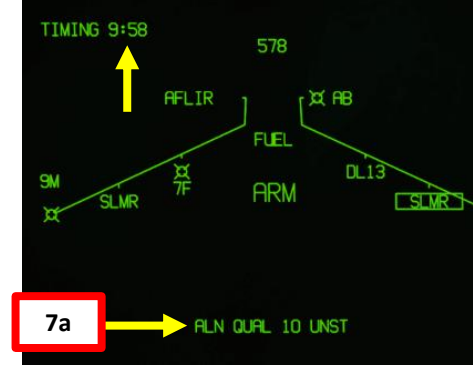 TIMING 9:58
578
AFLIR
AB
FUEL
9M
SLMR
7F
ARM
DL13
SLMR
7a
ALN QUAL 10 UNST